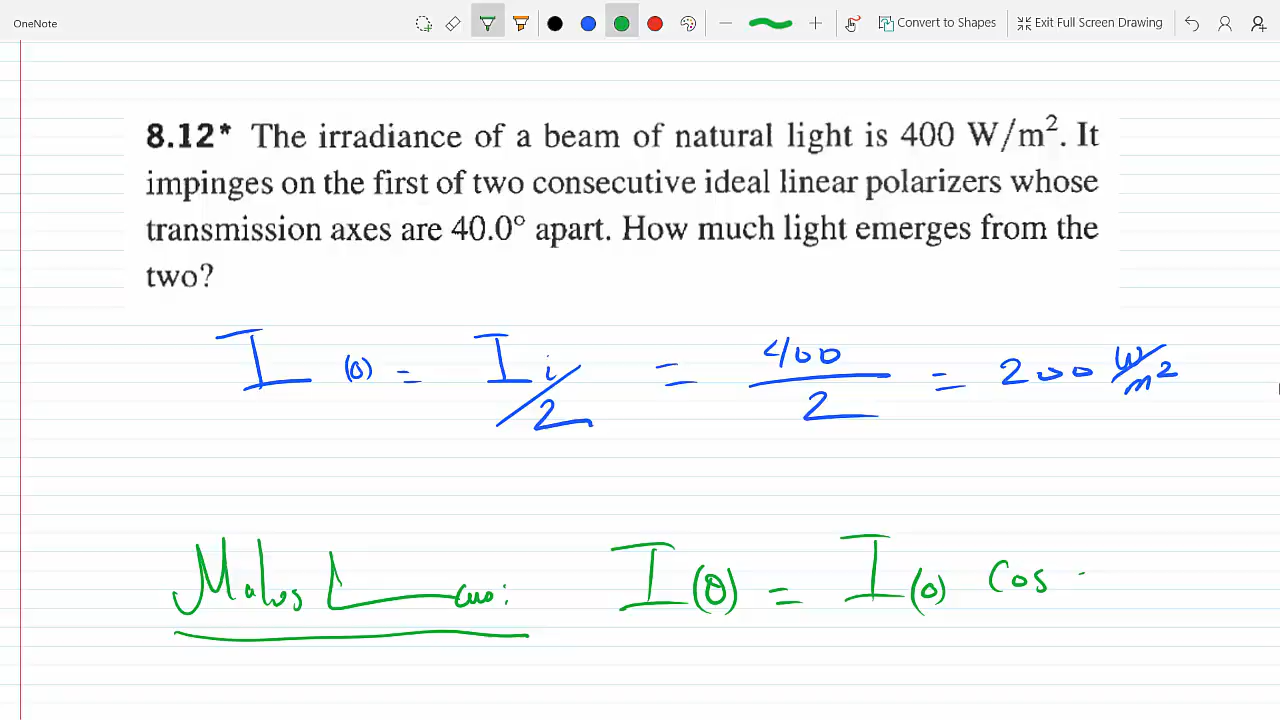 OneNote
Convert to Shapes
Exit Full Screen Drawing
8.12* The irradiance of a beam of natural light is 400 W/m². It
impinges on the first of two consecutive ideal linear polarizers whose
transmission axes are 40.0° apart. How much light emerges from the
two?
I(0) = Ii/2 = 400/2 = 200 W/m²
Malus Law: I(θ) = I(0) Cos